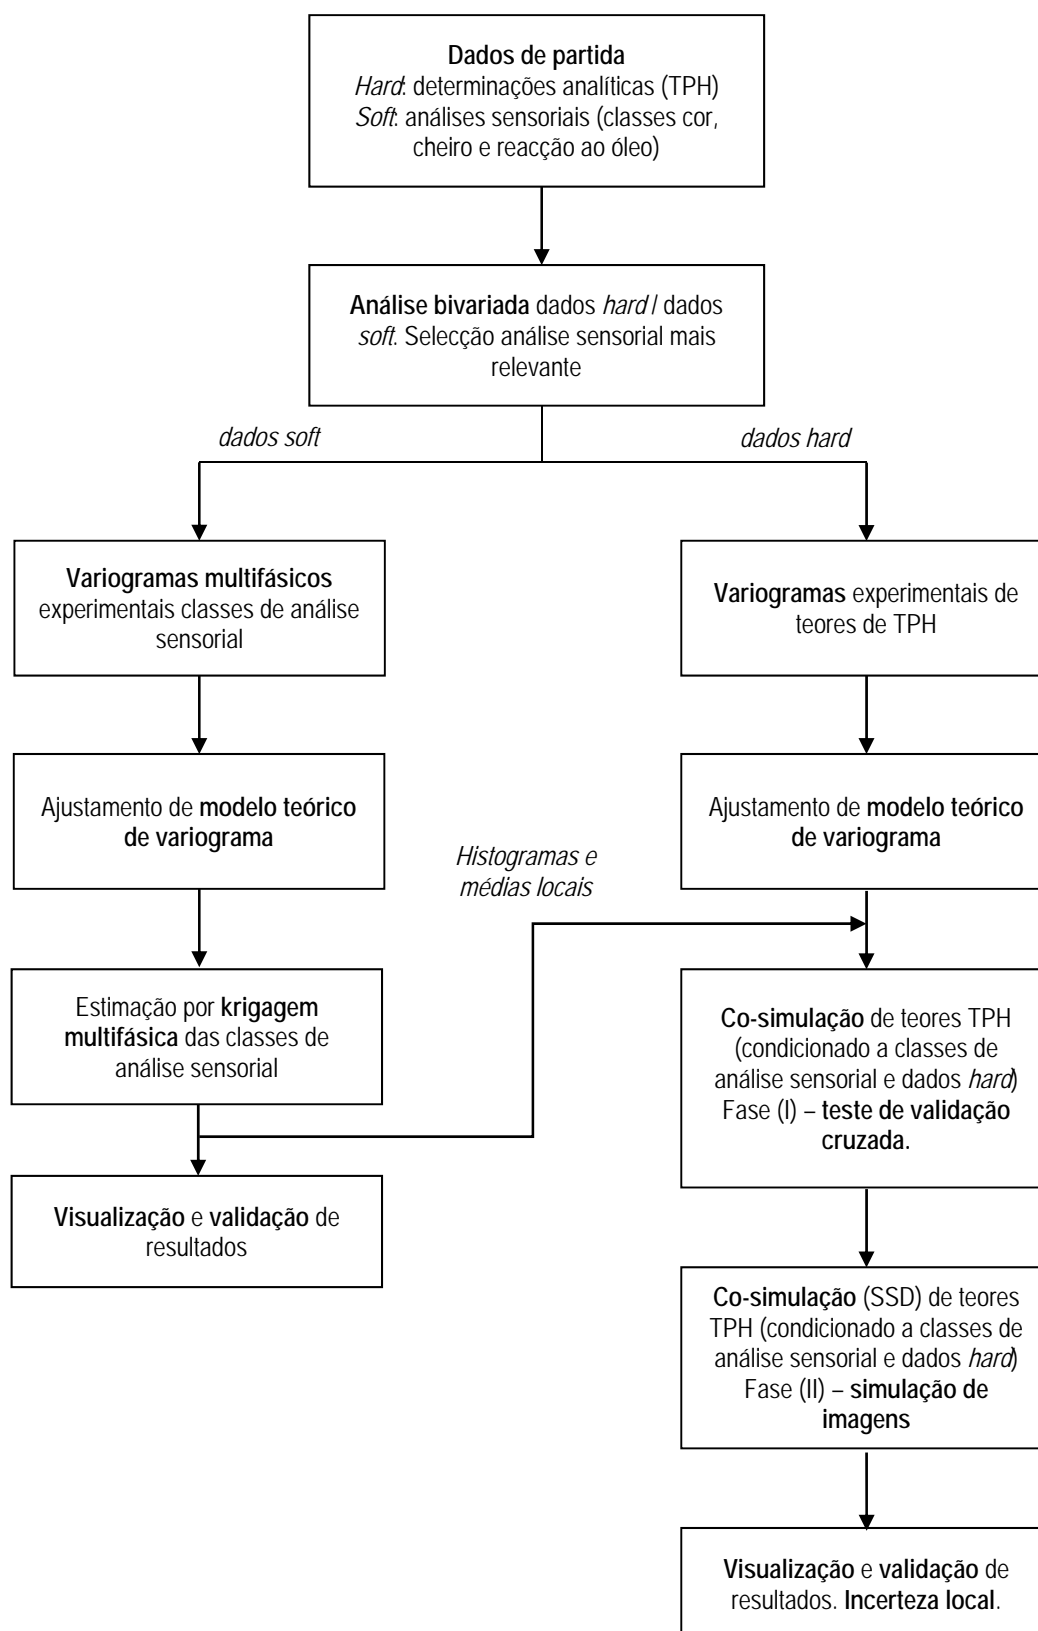 Dados de partida
Hard: determinações analíticas (TPH)
Soft: análises sensoriais (classes cor,
cheiro e reacção ao óleo)
Análise bivariada dados hard / dados
soft. Selecção análise sensorial mais
relevante
dados soft
dados hard
Variogramas multifásicos
experimentais classes de análise
sensorial
Variogramas experimentais de
teores de TPH
Ajustamento de modelo teórico
de variograma
Ajustamento de modelo teórico
de variograma
Histogramas e
médias locais
Estimação por krigagem
multifásica das classes de
análise sensorial
Co-simulação de teores TPH
(condicionado a classes de
análise sensorial e dados hard)
Fase (I) – teste de validação
cruzada.
Visualização e validação de
resultados
Co-simulação (SSD) de teores
TPH (condicionado a classes de
análise sensorial e dados hard)
Fase (II) – simulação de
imagens
Visualização e validação de
resultados. Incerteza local.